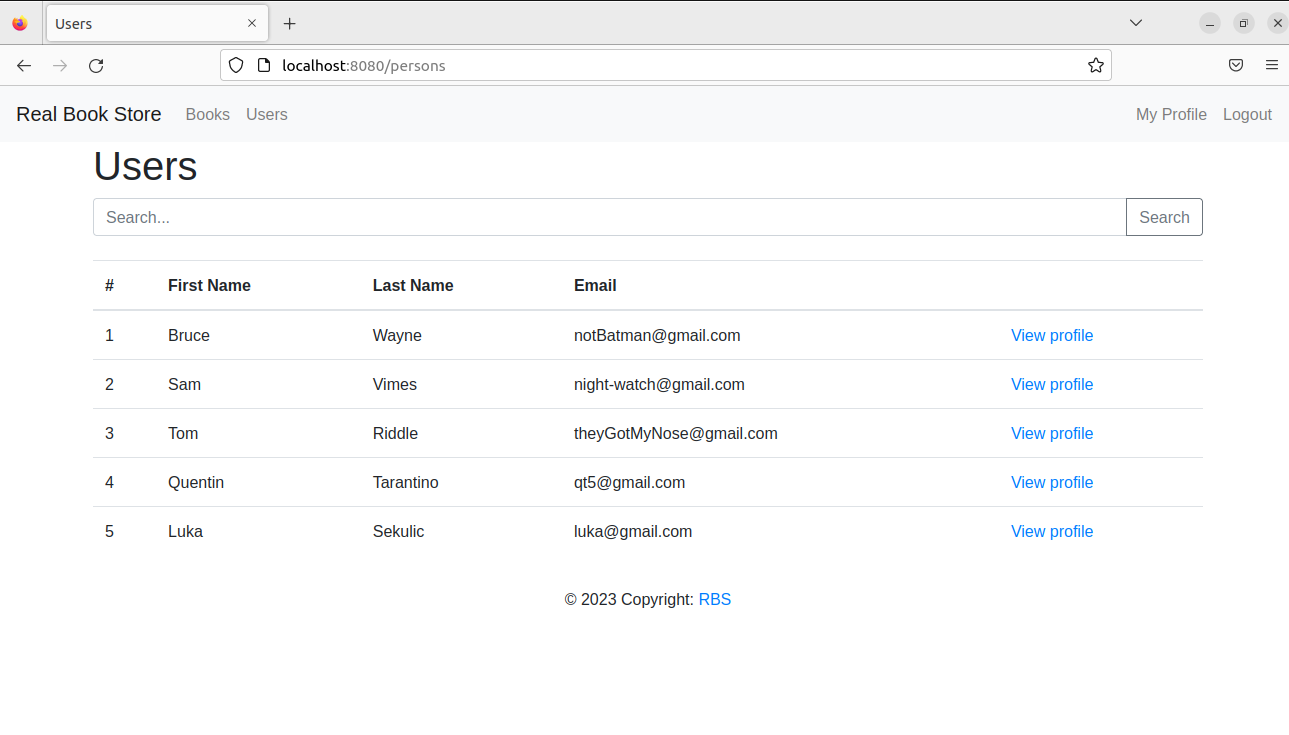 Users
localhost:8080/persons
Real Book Store Books Users My Profile Logout
Users
Search... Search
# First Name Last Name Email
1 Bruce Wayne notBatman@gmail.com View profile
2 Sam Vimes night-watch@gmail.com View profile
3 Tom Riddle theyGotMyNose@gmail.com View profile
4 Quentin Tarantino qt5@gmail.com View profile
5 Luka Sekulic luka@gmail.com View profile
© 2023 Copyright: RBS